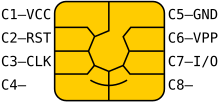 C1—VCC C5—GND
C2—RST C6—VPP
C3—CLK C7—I/O
C4— C8—